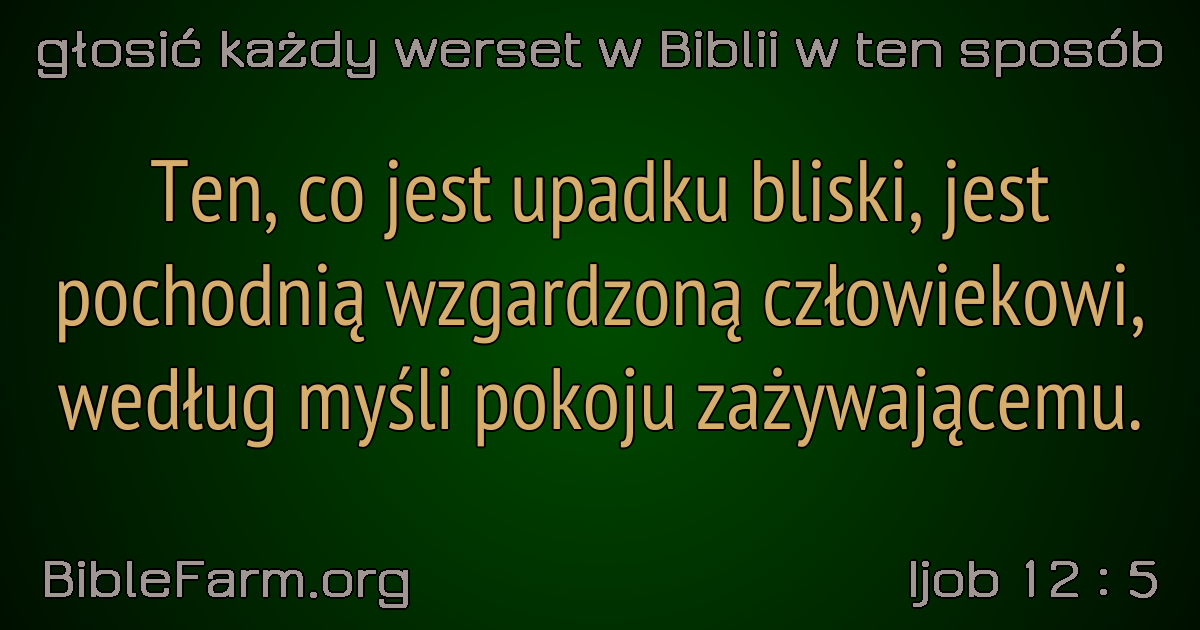 głosić każdy werset w Biblii w ten sposób
Ten, co jest upadku bliski, jest
pochodnią wzgardzoną człowiekowi,
według myśli pokoju zażywającemu.
BibleFarm.org
Ijob 12 : 5